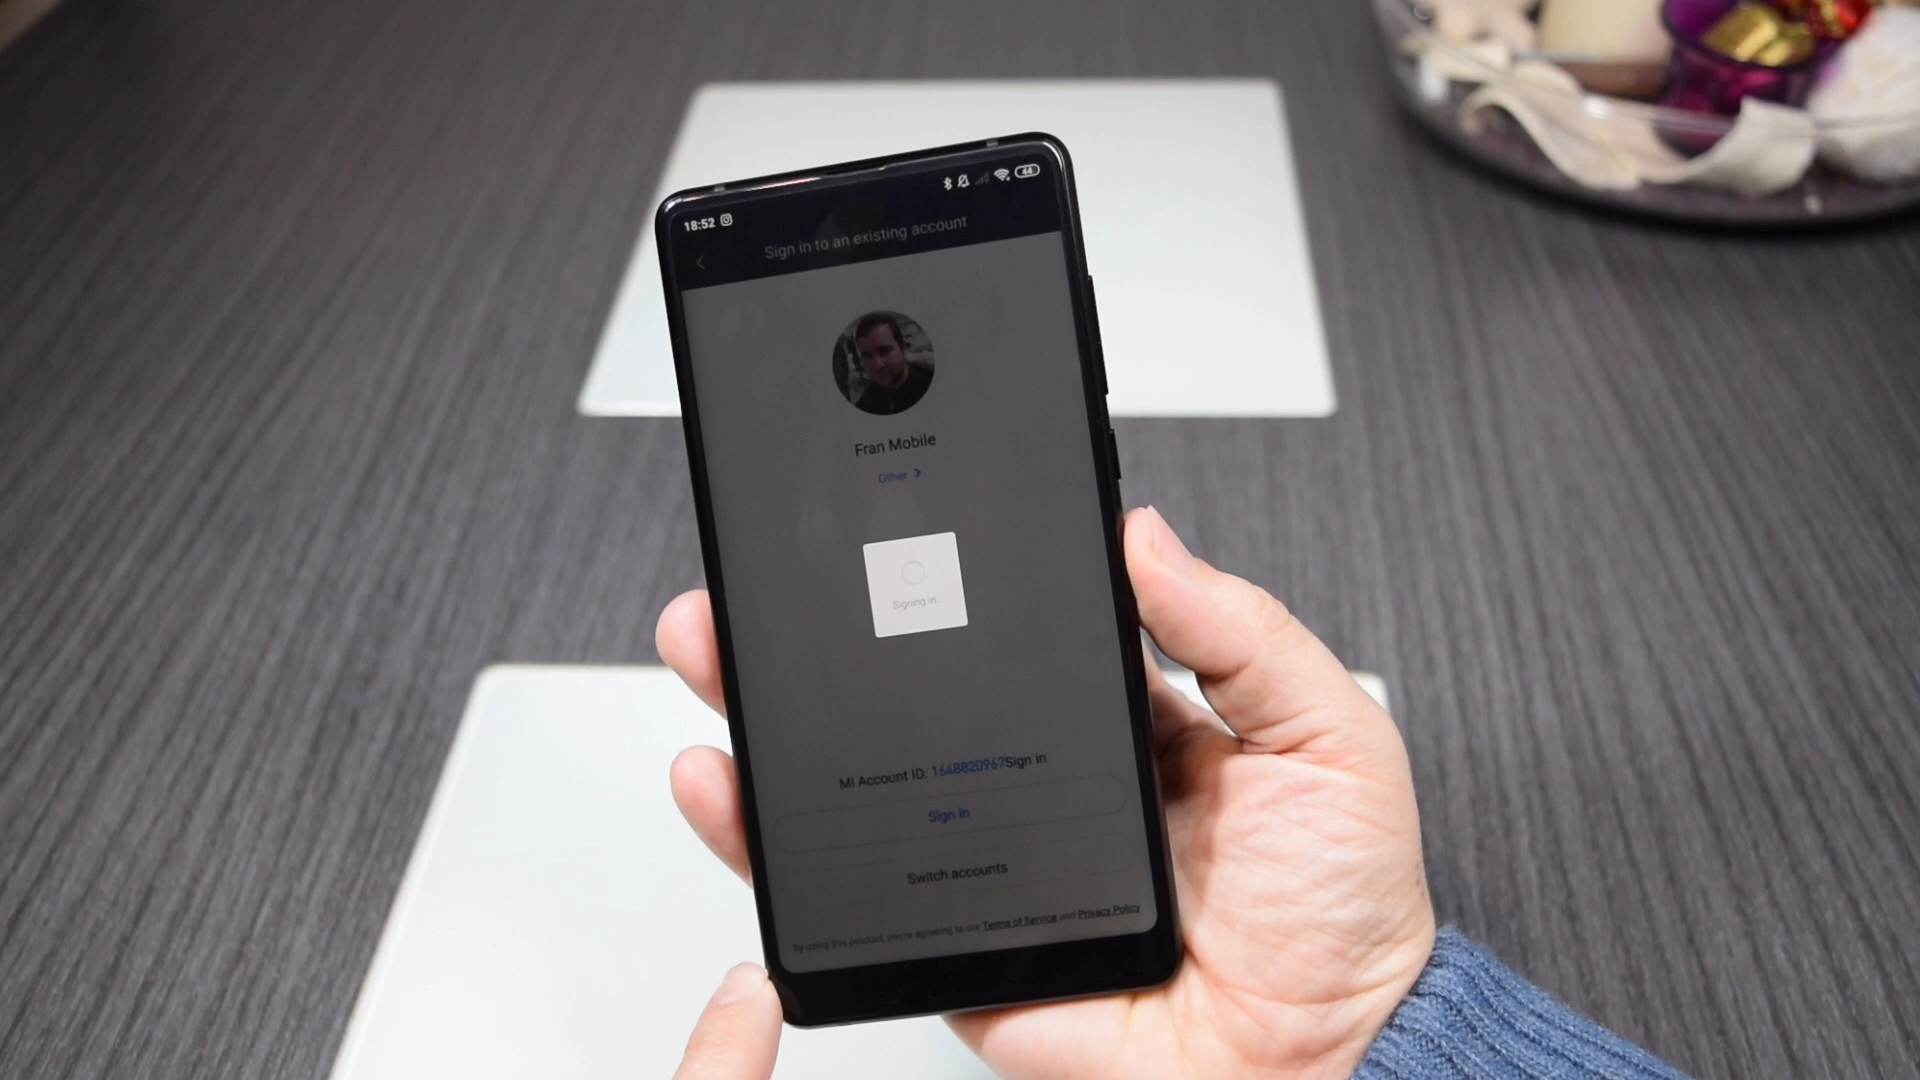 18:52
44
Sign in to an existing account
Fran Mobile
Other >
Signing in...
Mi Account ID: 1648820967Sign in
Sign in
Switch accounts
By using this product, you're agreeing to our Terms of Service and Privacy Policy